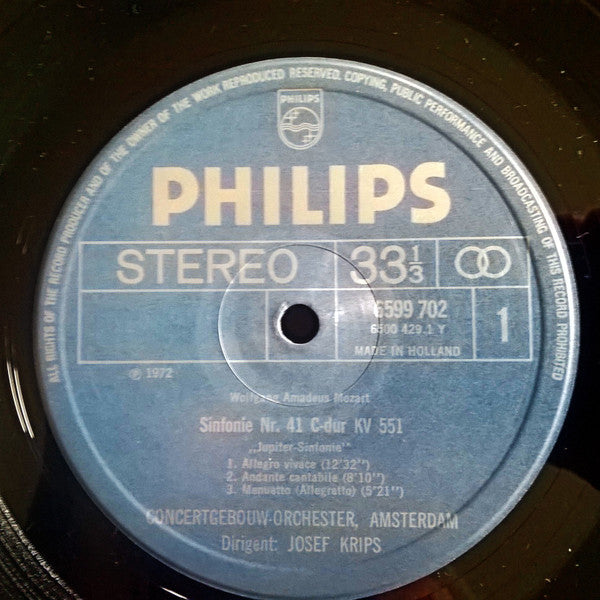 ALL RIGHTS OF THE RECORD PRODUCER AND OF THE OWNER OF THE WORK REPRODUCED RESERVED. COPYING, PUBLIC PERFORMANCE AND BROADCASTING OF THIS RECORD PROHIBITED
PHILIPS
PHILIPS
STEREO 33 1/3
6599 702
6500 429.1 Y
1
MADE IN HOLLAND
℗ 1972
Wolfgang Amadeus Mozart
Sinfonie Nr. 41 C-dur KV 551
„Jupiter-Sinfonie"
1. Allegro vivace (12'32")
2. Andante cantabile (8'10")
3. Menuetto (Allegretto) (5'21")
CONCERTGEBOUW-ORCHESTER, AMSTERDAM
Dirigent: JOSEF KRIPS